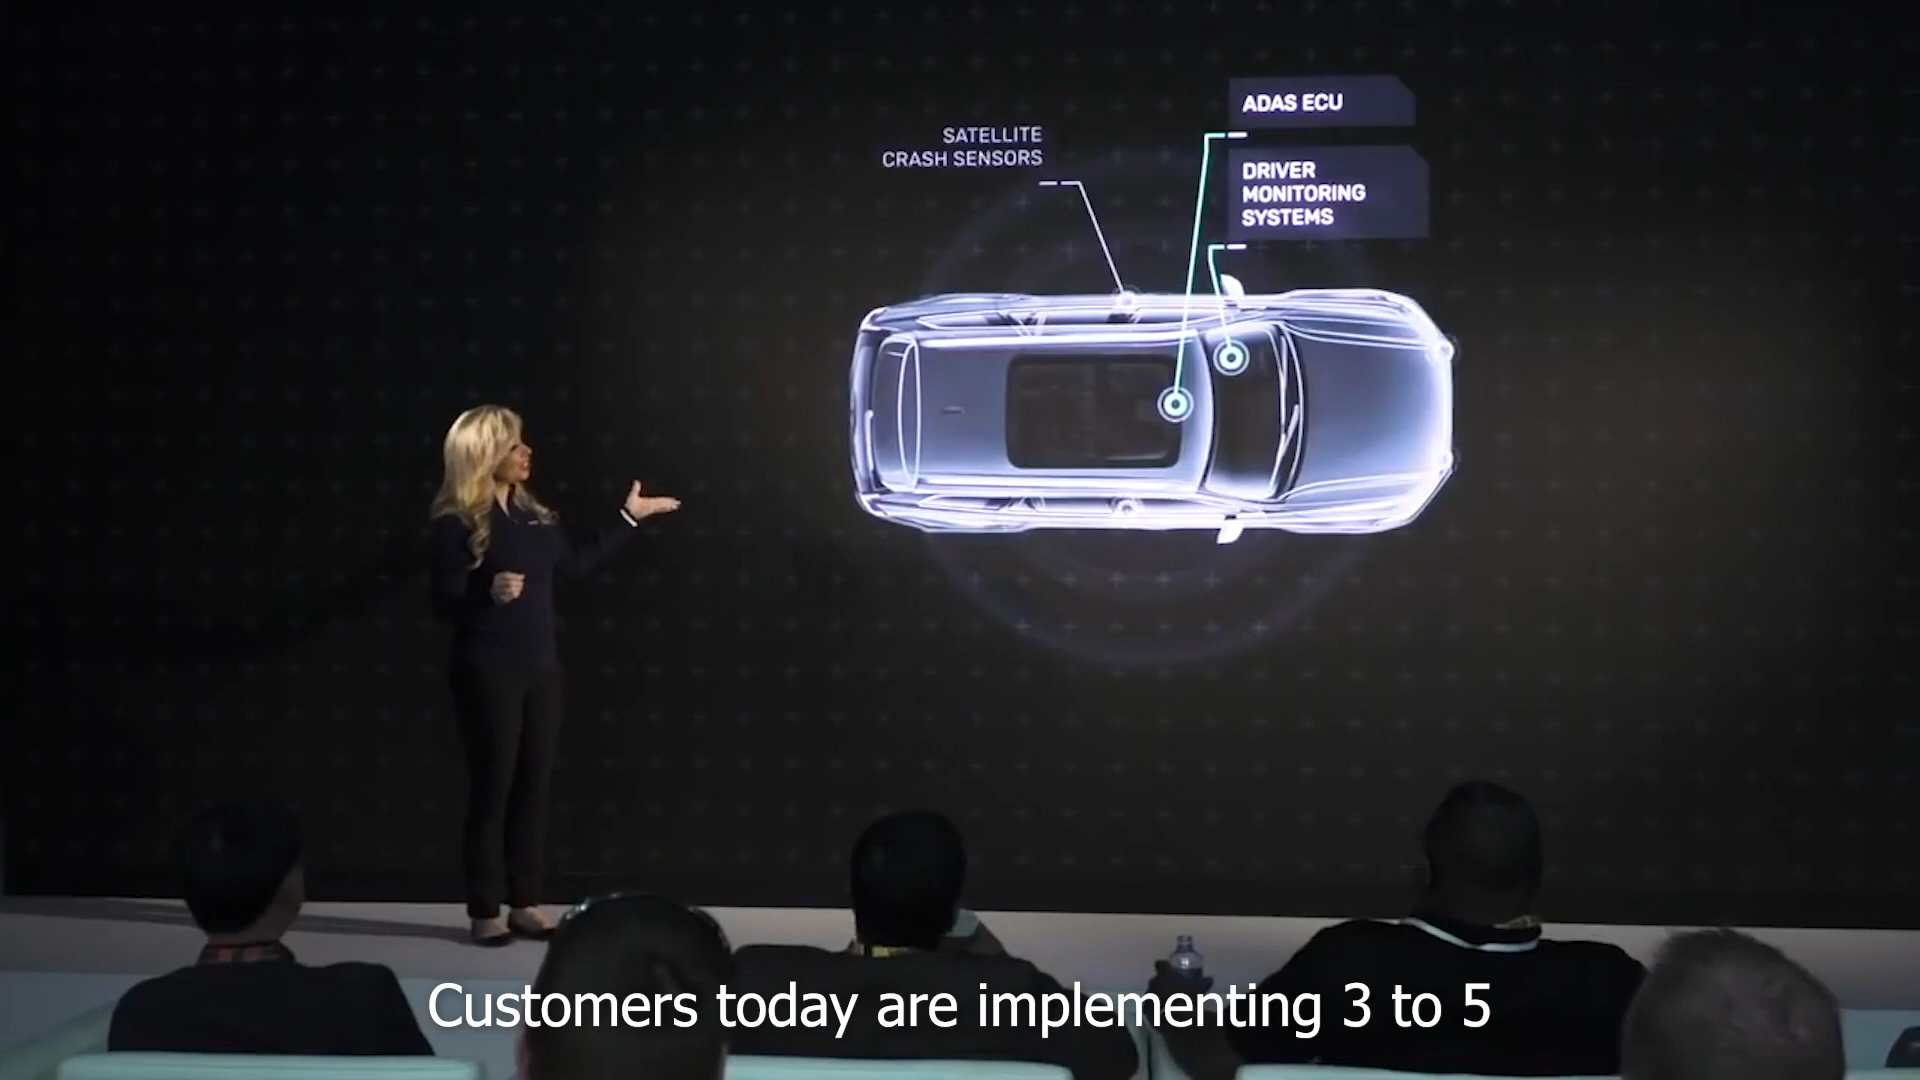 SATELLITE
CRASH SENSORS
ADAS ECU
DRIVER
MONITORING
SYSTEMS
Customers today are implementing 3 to 5